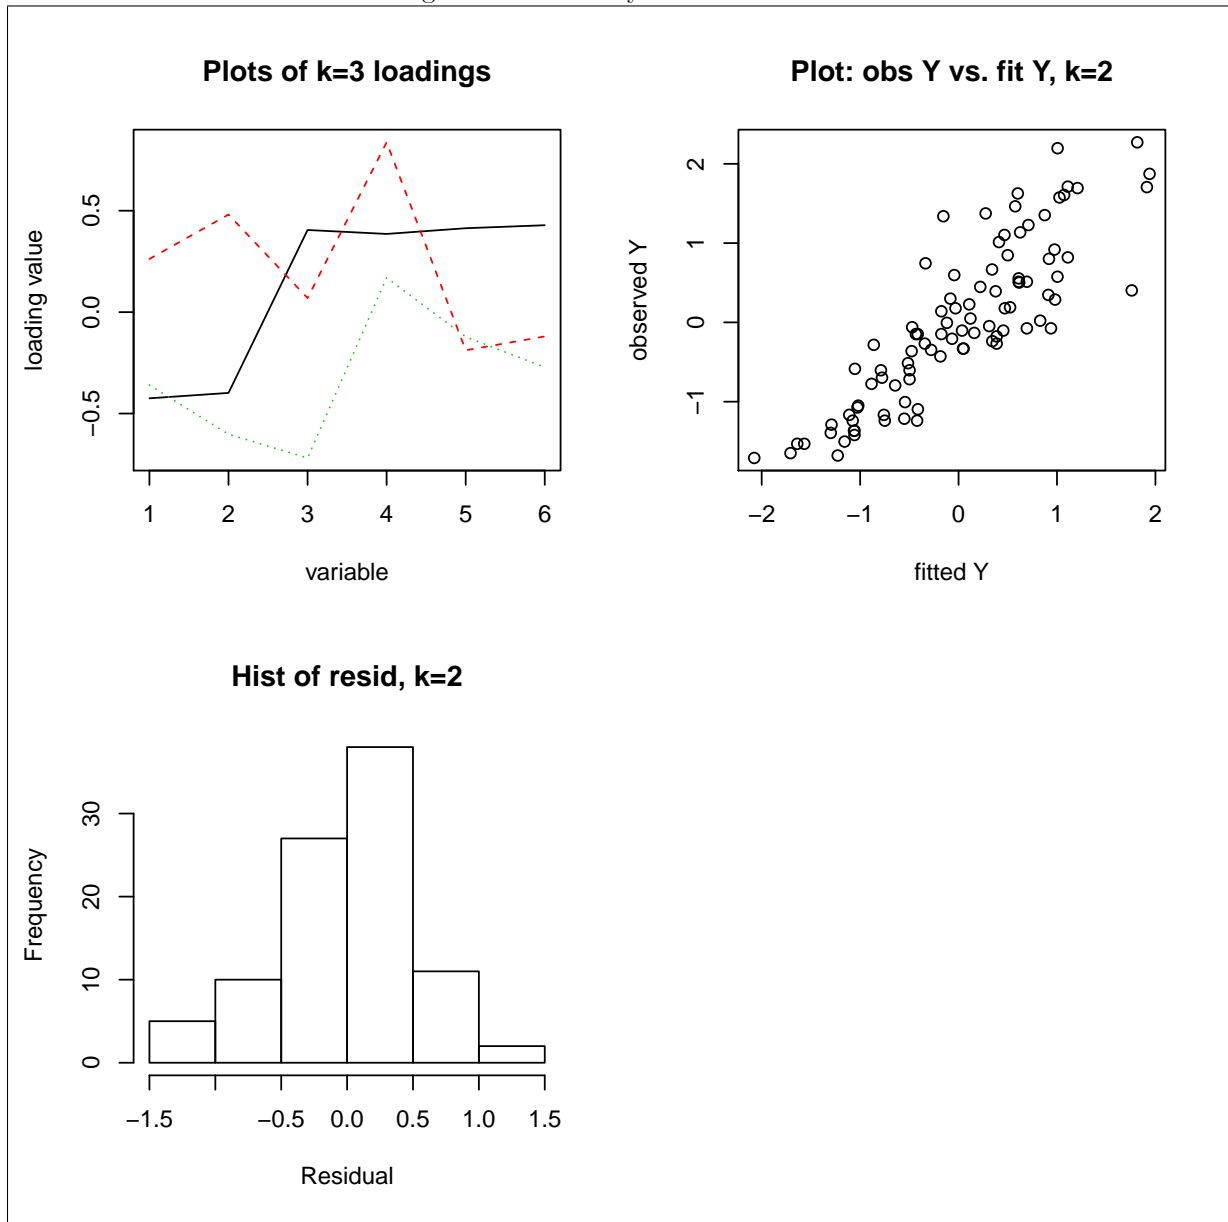 Plots of k=3 loadings
loading value
0.5
0.0
−0.5
1 2 3 4 5 6
variable
Plot: obs Y vs. fit Y, k=2
observed Y
2
1
0
−1
−2 −1 0 1 2
fitted Y
Hist of resid, k=2
Frequency
30
20
10
0
−1.5 −0.5 0.0 0.5 1.0 1.5
Residual